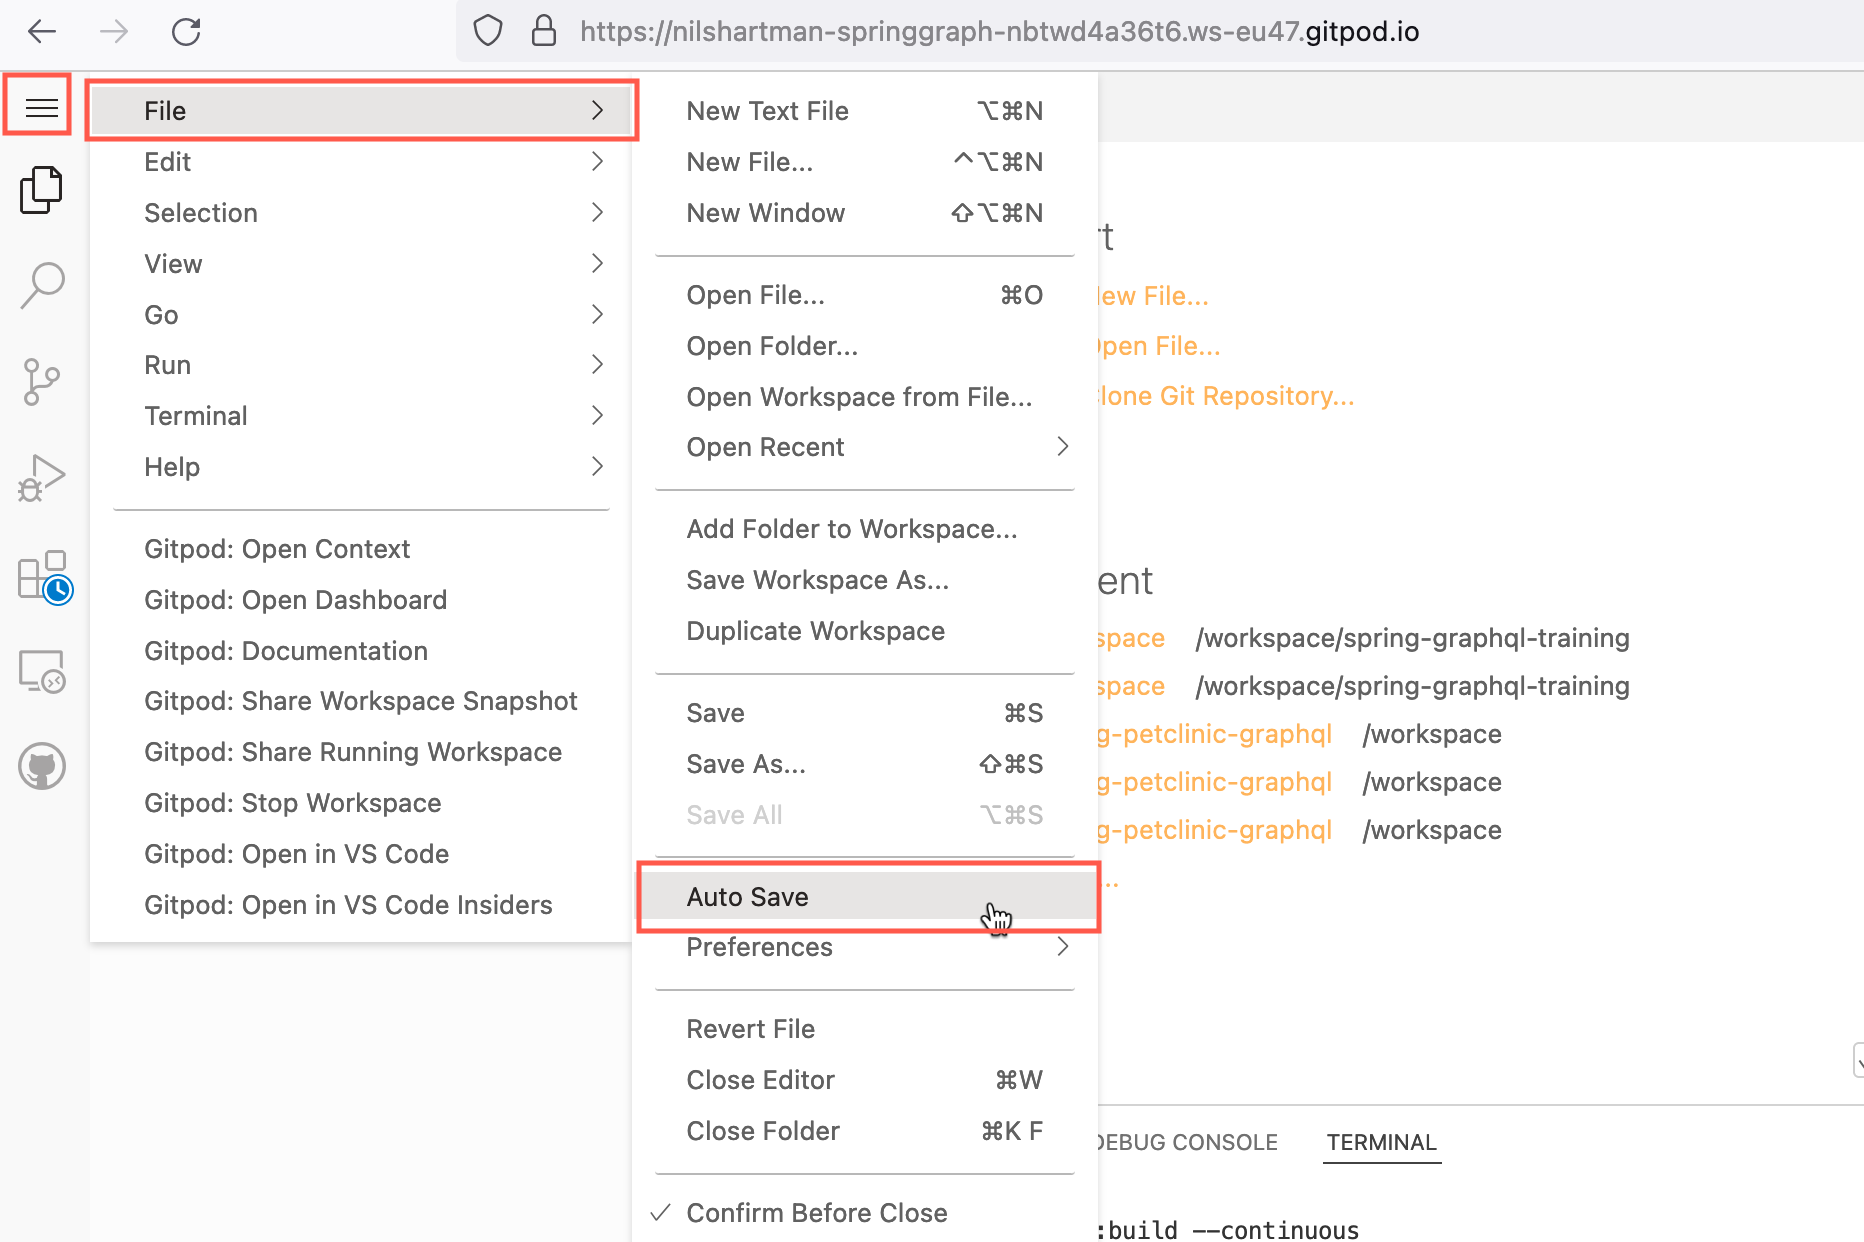 https://nilshartman-springgraph-nbtwd4a36t6.ws-eu47.gitpod.io
File
Edit
Selection
View
Go
Run
Terminal
Help
Gitpod: Open Context
Gitpod: Open Dashboard
Gitpod: Documentation
Gitpod: Share Workspace Snapshot
Gitpod: Share Running Workspace
Gitpod: Stop Workspace
Gitpod: Open in VS Code
Gitpod: Open in VS Code Insiders
New Text File ⌥⌘N
New File... ^⌥⌘N
New Window ⇧⌥⌘N
Open File... ⌘O
Open Folder...
Open Workspace from File...
Open Recent
Add Folder to Workspace...
Save Workspace As...
Duplicate Workspace
Save ⌘S
Save As... ⇧⌘S
Save All ⌥⌘S
Auto Save
Preferences
Revert File
Close Editor ⌘W
Close Folder ⌘K F
✓ Confirm Before Close
rt
ew File...
pen File...
lone Git Repository...
ent
space /workspace/spring-graphql-training
space /workspace/spring-graphql-training
g-petclinic-graphql /workspace
g-petclinic-graphql /workspace
g-petclinic-graphql /workspace
...
DEBUG CONSOLE TERMINAL
:build --continuous